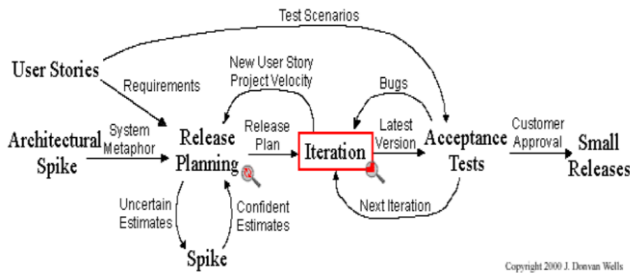 Test Scenarios
User Stories
Requirements
New User Story
Project Velocity
Bugs
Architectural
Spike
System
Metaphor
Release
Planning
Release
Plan
Iteration
Latest
Version
Acceptance
Tests
Customer
Approval
Small
Releases
Uncertain
Estimates
Confident
Estimates
Next Iteration
Spike
Copyright 2000 J. Donvan Wells